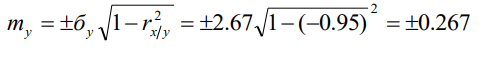 m_y = ±б_y √(1 − r²_{x/y}) = ±2.67√(1 − (−0.95)²) = ±0.267